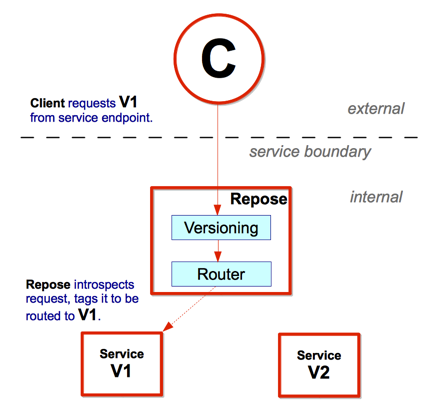 C
Client requests V1
from service endpoint.
external
service boundary
internal
Repose
Versioning
Router
Repose introspects
request, tags it to be
routed to V1.
Service
V1
Service
V2